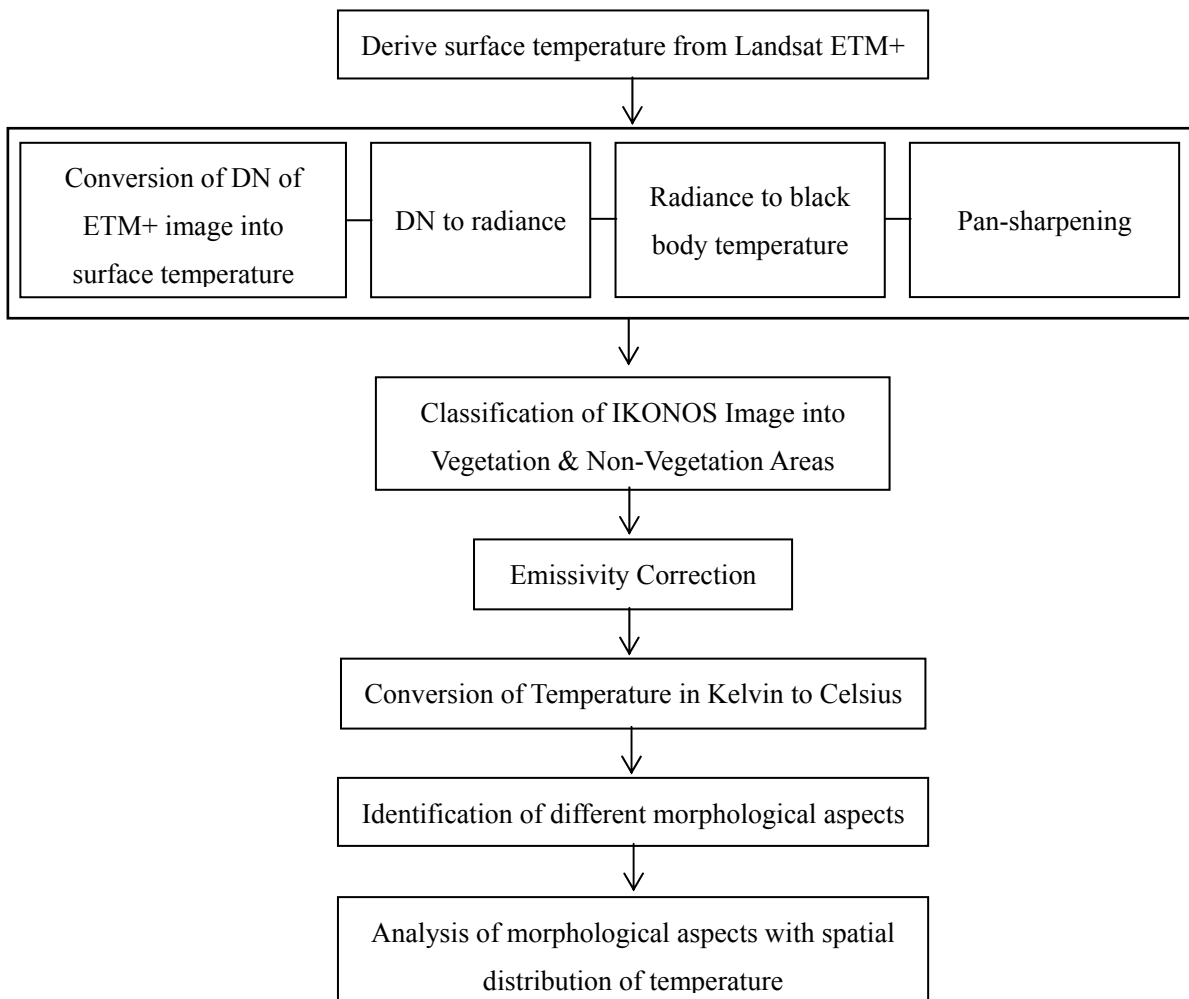 Derive surface temperature from Landsat ETM+
Conversion of DN of
ETM+ image into
surface temperature
DN to radiance
Radiance to black
body temperature
Pan-sharpening
Classification of IKONOS Image into
Vegetation & Non-Vegetation Areas
Emissivity Correction
Conversion of Temperature in Kelvin to Celsius
Identification of different morphological aspects
Analysis of morphological aspects with spatial
distribution of temperature